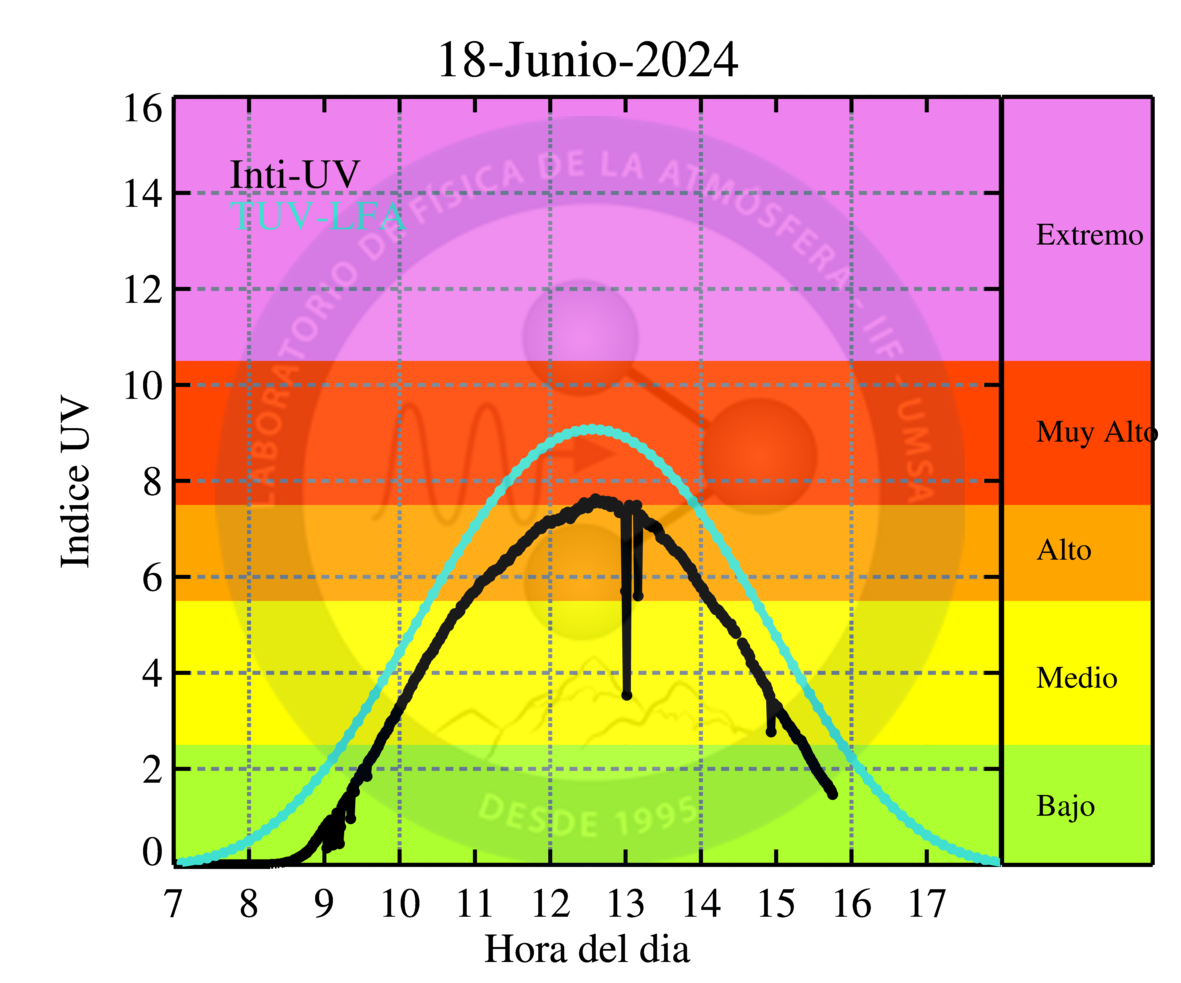 18-Junio-2024
16
14
12
10
8
6
4
2
0
Indice UV
Inti-UV
TUV-LFA
LABORATORIO DE FÍSICA DE LA ATMÓSFERA - IIF - UMSA
DESDE 1995
Extremo
Muy Alto
Alto
Medio
Bajo
7 8 9 10 11 12 13 14 15 16 17
Hora del dia